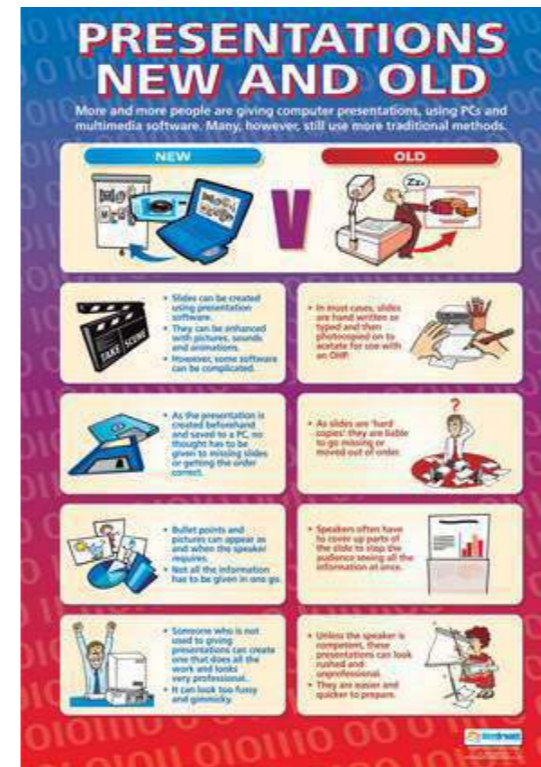 PRESENTATIONS
NEW AND OLD
More and more people are giving computer presentations, using PCs and
multimedia software. Many, however, still use more traditional methods.
NEW
OLD
V
Zzz
TAKE SCENE
• Slides can be created
using presentation
software.
• They can be enhanced
with pictures, sounds
and animations.
• However, some software
can be complicated.
• In most cases, slides
are hand written or
typed and then
photocopied on to
acetate for use with
an OHP.
• As the presentation is
created beforehand
and saved to a PC, no
thought has to be
given to missing slides
or getting the order
correct.
• As slides are 'hard
copies' they are liable
to go missing or
moved out of order.
?
• Bullet points and
pictures can appear as
and when the speaker
requires.
• Not all the information
has to be given in one go.
• Speakers often have
to cover up parts of
the slide to stop the
audience seeing all the
information at once.
• Someone who is not
used to giving
presentations can create
one that does all the
work and looks
very professional.
• It can look too fussy
and gimmicky.
• Unless the speaker is
competent, these
presentations can look
rushed and
unprofessional.
• They are easier and
quicker to prepare.